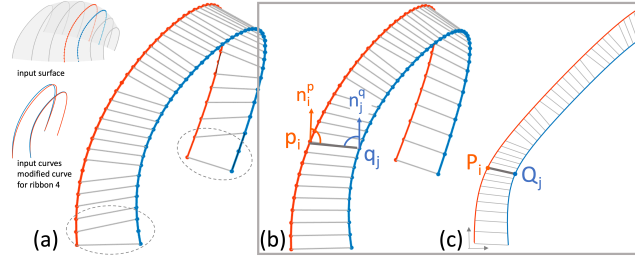 input surface
input curves
modified curve
for ribbon 4
(a)
n_i^p
n_j^q
p_i
q_j
(b)
P_i
Q_j
(c)